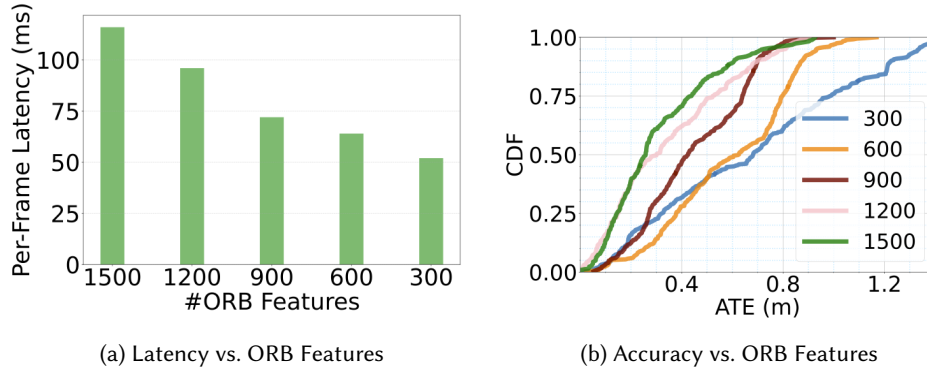 Per-Frame Latency (ms)
100
75
50
25
0
1500 1200 900 600 300
#ORB Features
(a) Latency vs. ORB Features
CDF
1.00
0.75
0.50
0.25
0.00
0.4 0.8 1.2
ATE (m)
300
600
900
1200
1500
(b) Accuracy vs. ORB Features